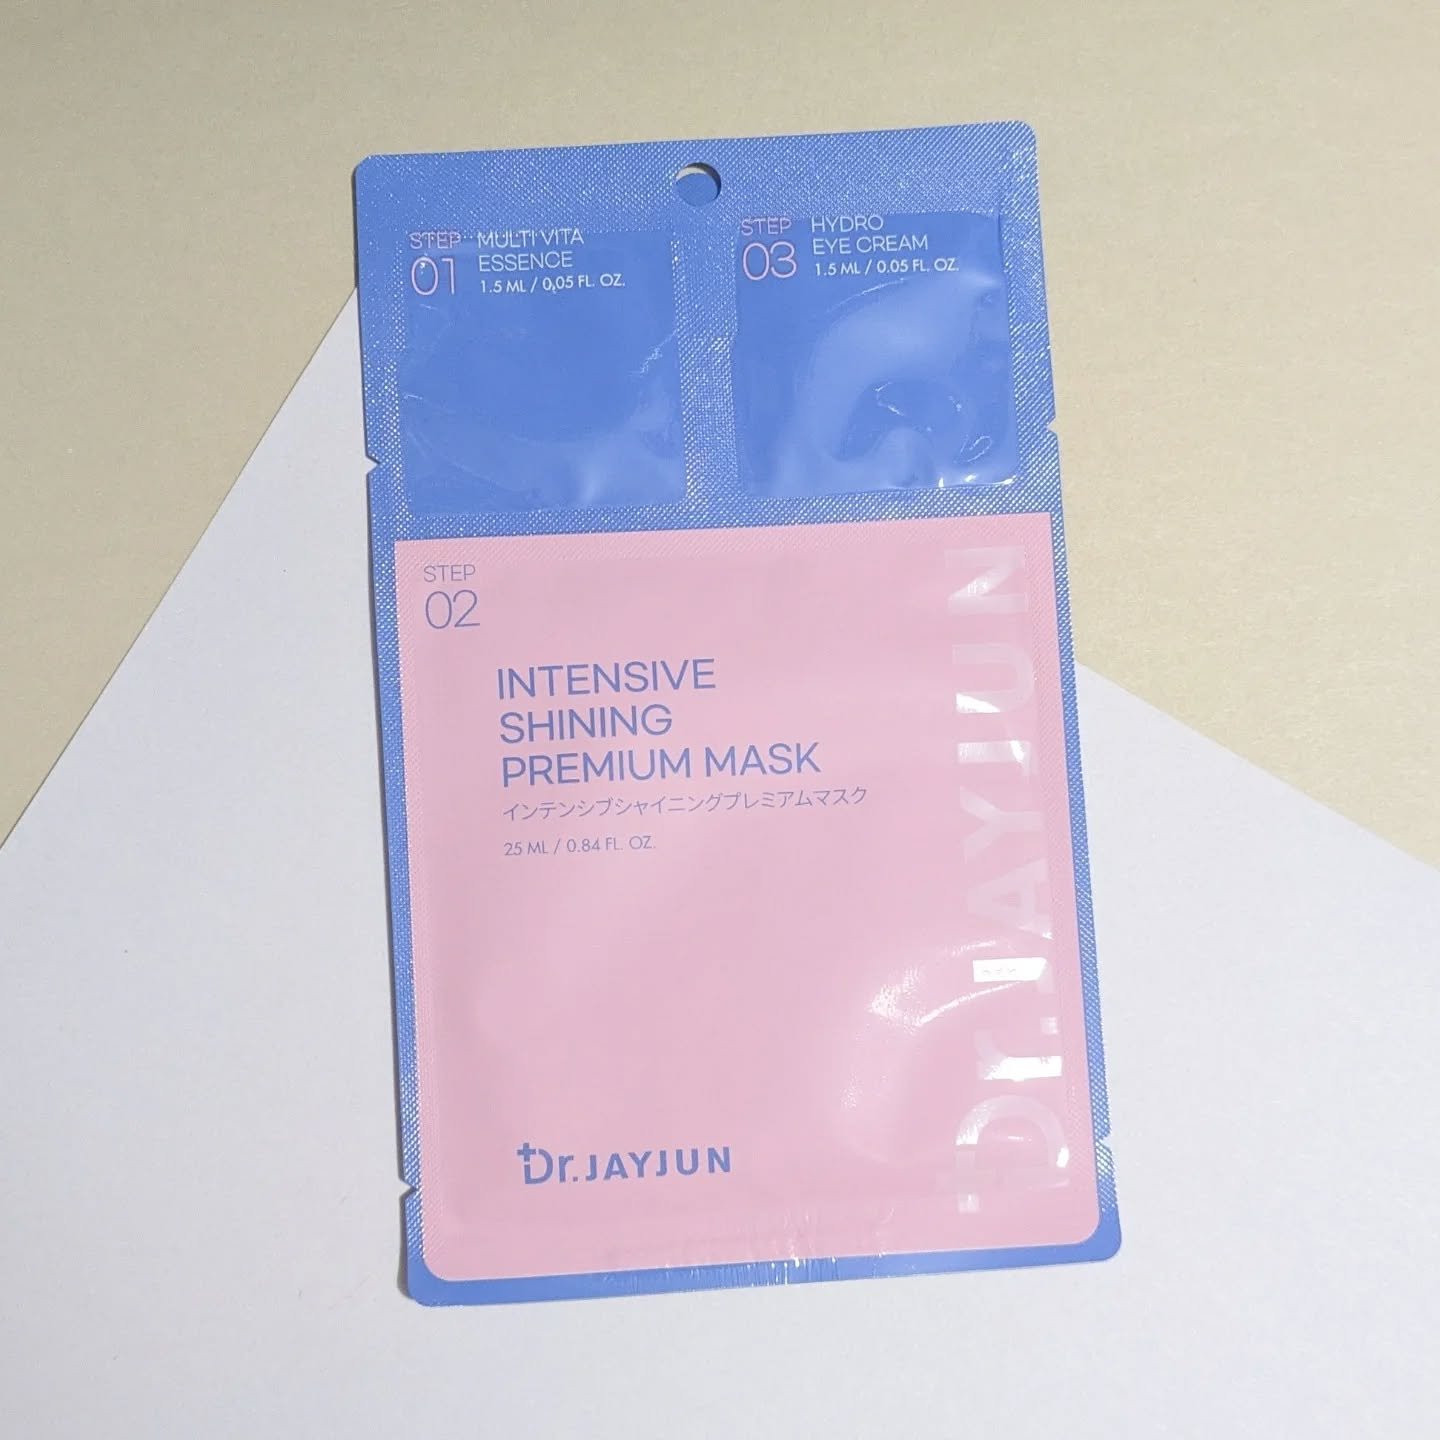 STEP
01
MULTI VITA
ESSENCE
1.5 ML / 0.05 FL. OZ.
STEP
03
HYDRO
EYE CREAM
1.5 ML / 0.05 FL. OZ.
STEP
02
INTENSIVE
SHINING
PREMIUM MASK
インテンシブシャイニングプレミアムマスク
25 ML / 0.84 FL. OZ.
Dr.JAYJUN
Dr.JAYJUN